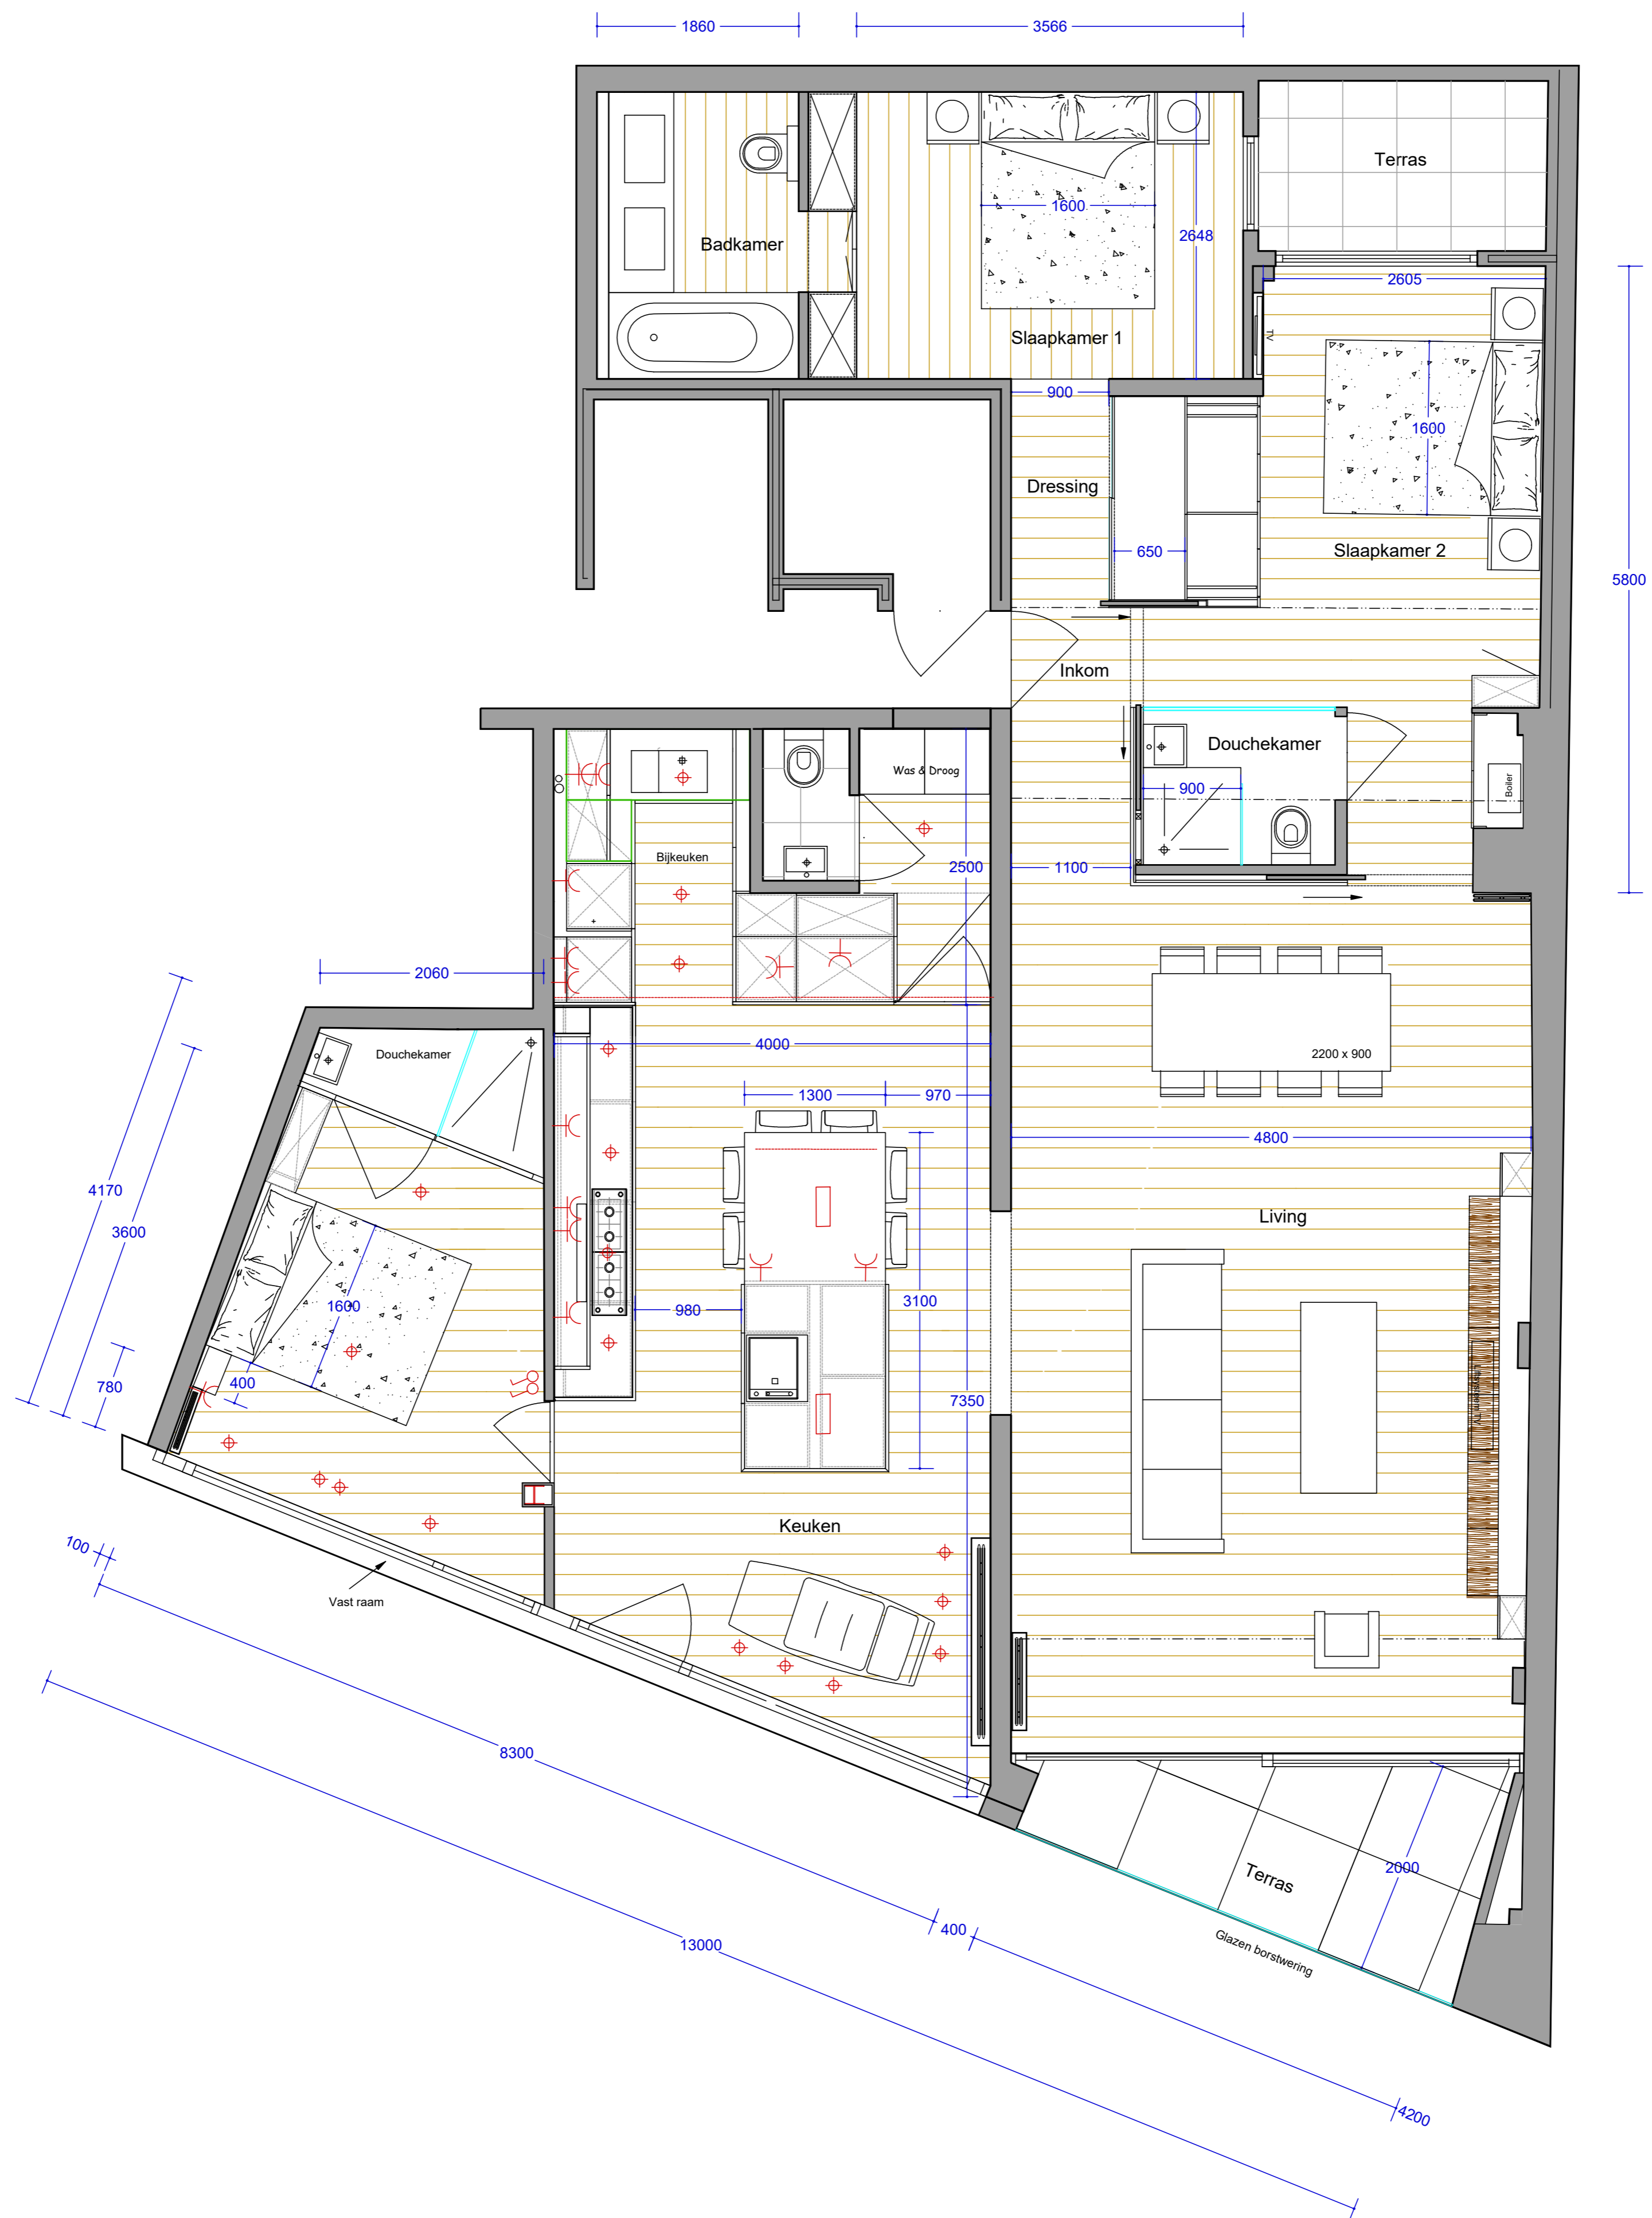 1860
3566
Terras
1600
Badkamer
2648
2605
Slaapkamer 1
TV
900
1600
Dressing
650
Slaapkamer 2
5800
Inkom
Douchekamer
Was & Droog
Boiler
900
Bijkeuken
2500
1100
2060
4000
2200 x 900
Douchekamer
1300
970
4800
4170
3600
Living
1600
980
3100
780
400
7350
Keuken
100
Vast raam
8300
2000
Terras
400
13000
Glazen borstwering
4200